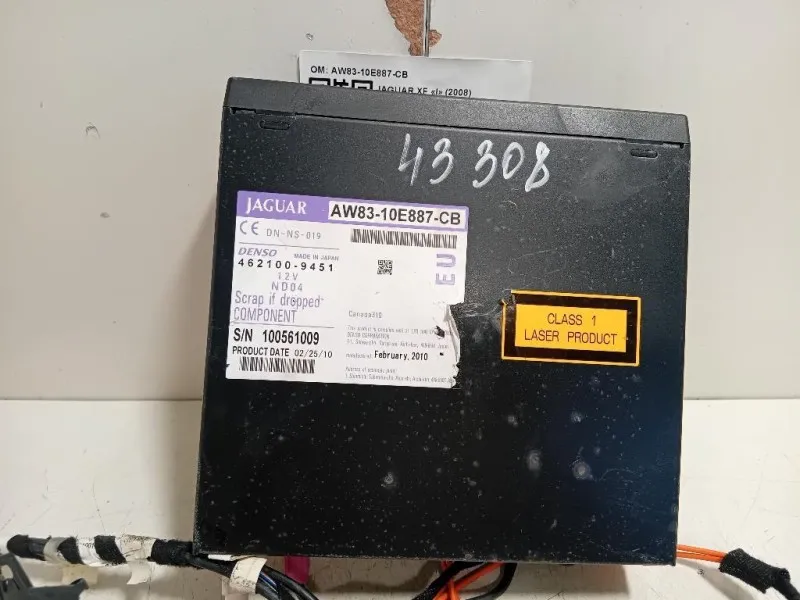 OM: AW83-10E887-CB
JAGUAR XF «I» (2008)
43 308
JAGUAR
AW83-10E887-CB
CE DN-NS-019
DENSO MADE IN JAPAN
462100-9451
12V
ND04
EU
Scrap if dropped
COMPONENT
S/N 100561009
PRODUCT DATE 02/25/10
Canada310
February, 2010
CLASS 1
LASER PRODUCT